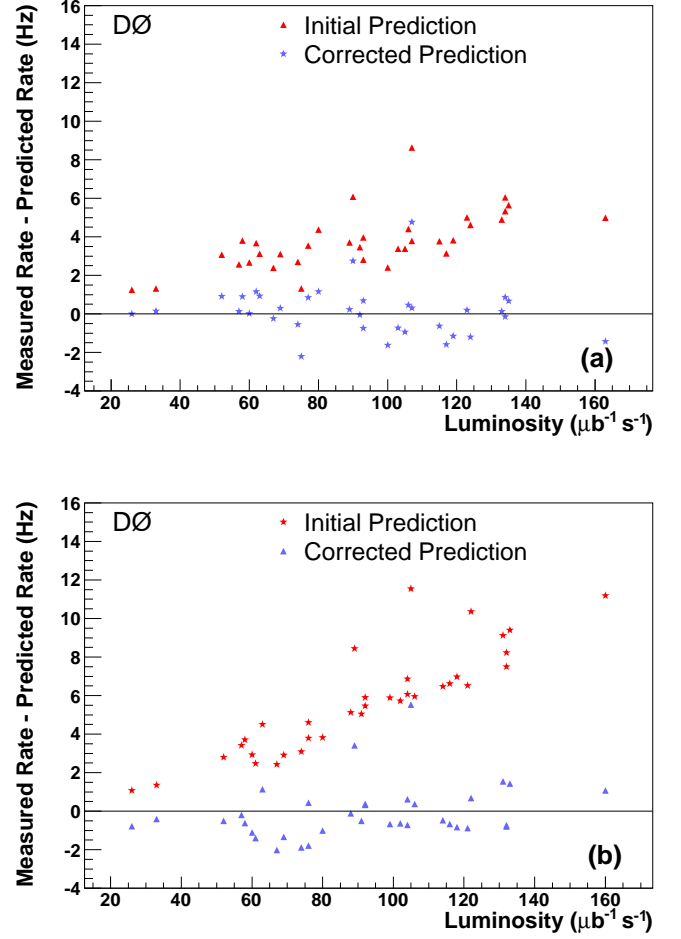 16
14
12
10
8
6
4
2
0
-2
-4
Measured Rate - Predicted Rate (Hz)
DØ
Initial Prediction
Corrected Prediction
(a)
20 40 60 80 100 120 140 160
Luminosity (μb⁻¹ s⁻¹)
16
14
12
10
8
6
4
2
0
-2
-4
Measured Rate - Predicted Rate (Hz)
DØ
Initial Prediction
Corrected Prediction
(b)
20 40 60 80 100 120 140 160
Luminosity (μb⁻¹ s⁻¹)